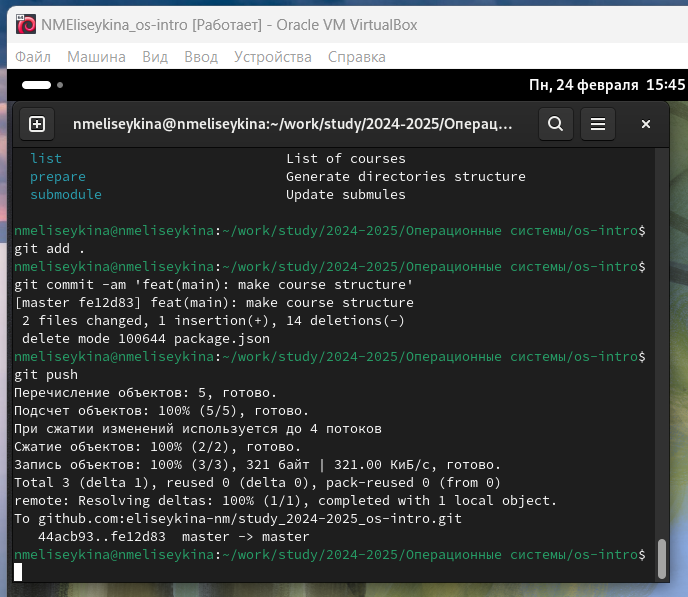 NMEliseykina_os-intro [Работает] - Oracle VM VirtualBox
Файл Машина Вид Ввод Устройства Справка
Пн, 24 февраля 15:45
nmeliseykina@nmeliseykina:~/work/study/2024-2025/Операц...
list List of courses
prepare Generate directories structure
submodule Update submules
nmeliseykina@nmeliseykina:~/work/study/2024-2025/Операционные системы/os-intro$
git add .
nmeliseykina@nmeliseykina:~/work/study/2024-2025/Операционные системы/os-intro$
git commit -am 'feat(main): make course structure'
[master fe12d83] feat(main): make course structure
2 files changed, 1 insertion(+), 14 deletions(-)
delete mode 100644 package.json
nmeliseykina@nmeliseykina:~/work/study/2024-2025/Операционные системы/os-intro$
git push
Перечисление объектов: 5, готово.
Подсчет объектов: 100% (5/5), готово.
При сжатии изменений используется до 4 потоков
Сжатие объектов: 100% (2/2), готово.
Запись объектов: 100% (3/3), 321 байт | 321.00 КиБ/с, готово.
Total 3 (delta 1), reused 0 (delta 0), pack-reused 0 (from 0)
remote: Resolving deltas: 100% (1/1), completed with 1 local object.
To github.com:eliseykina-nm/study_2024-2025_os-intro.git
44acb93..fe12d83 master -> master
nmeliseykina@nmeliseykina:~/work/study/2024-2025/Операционные системы/os-intro$